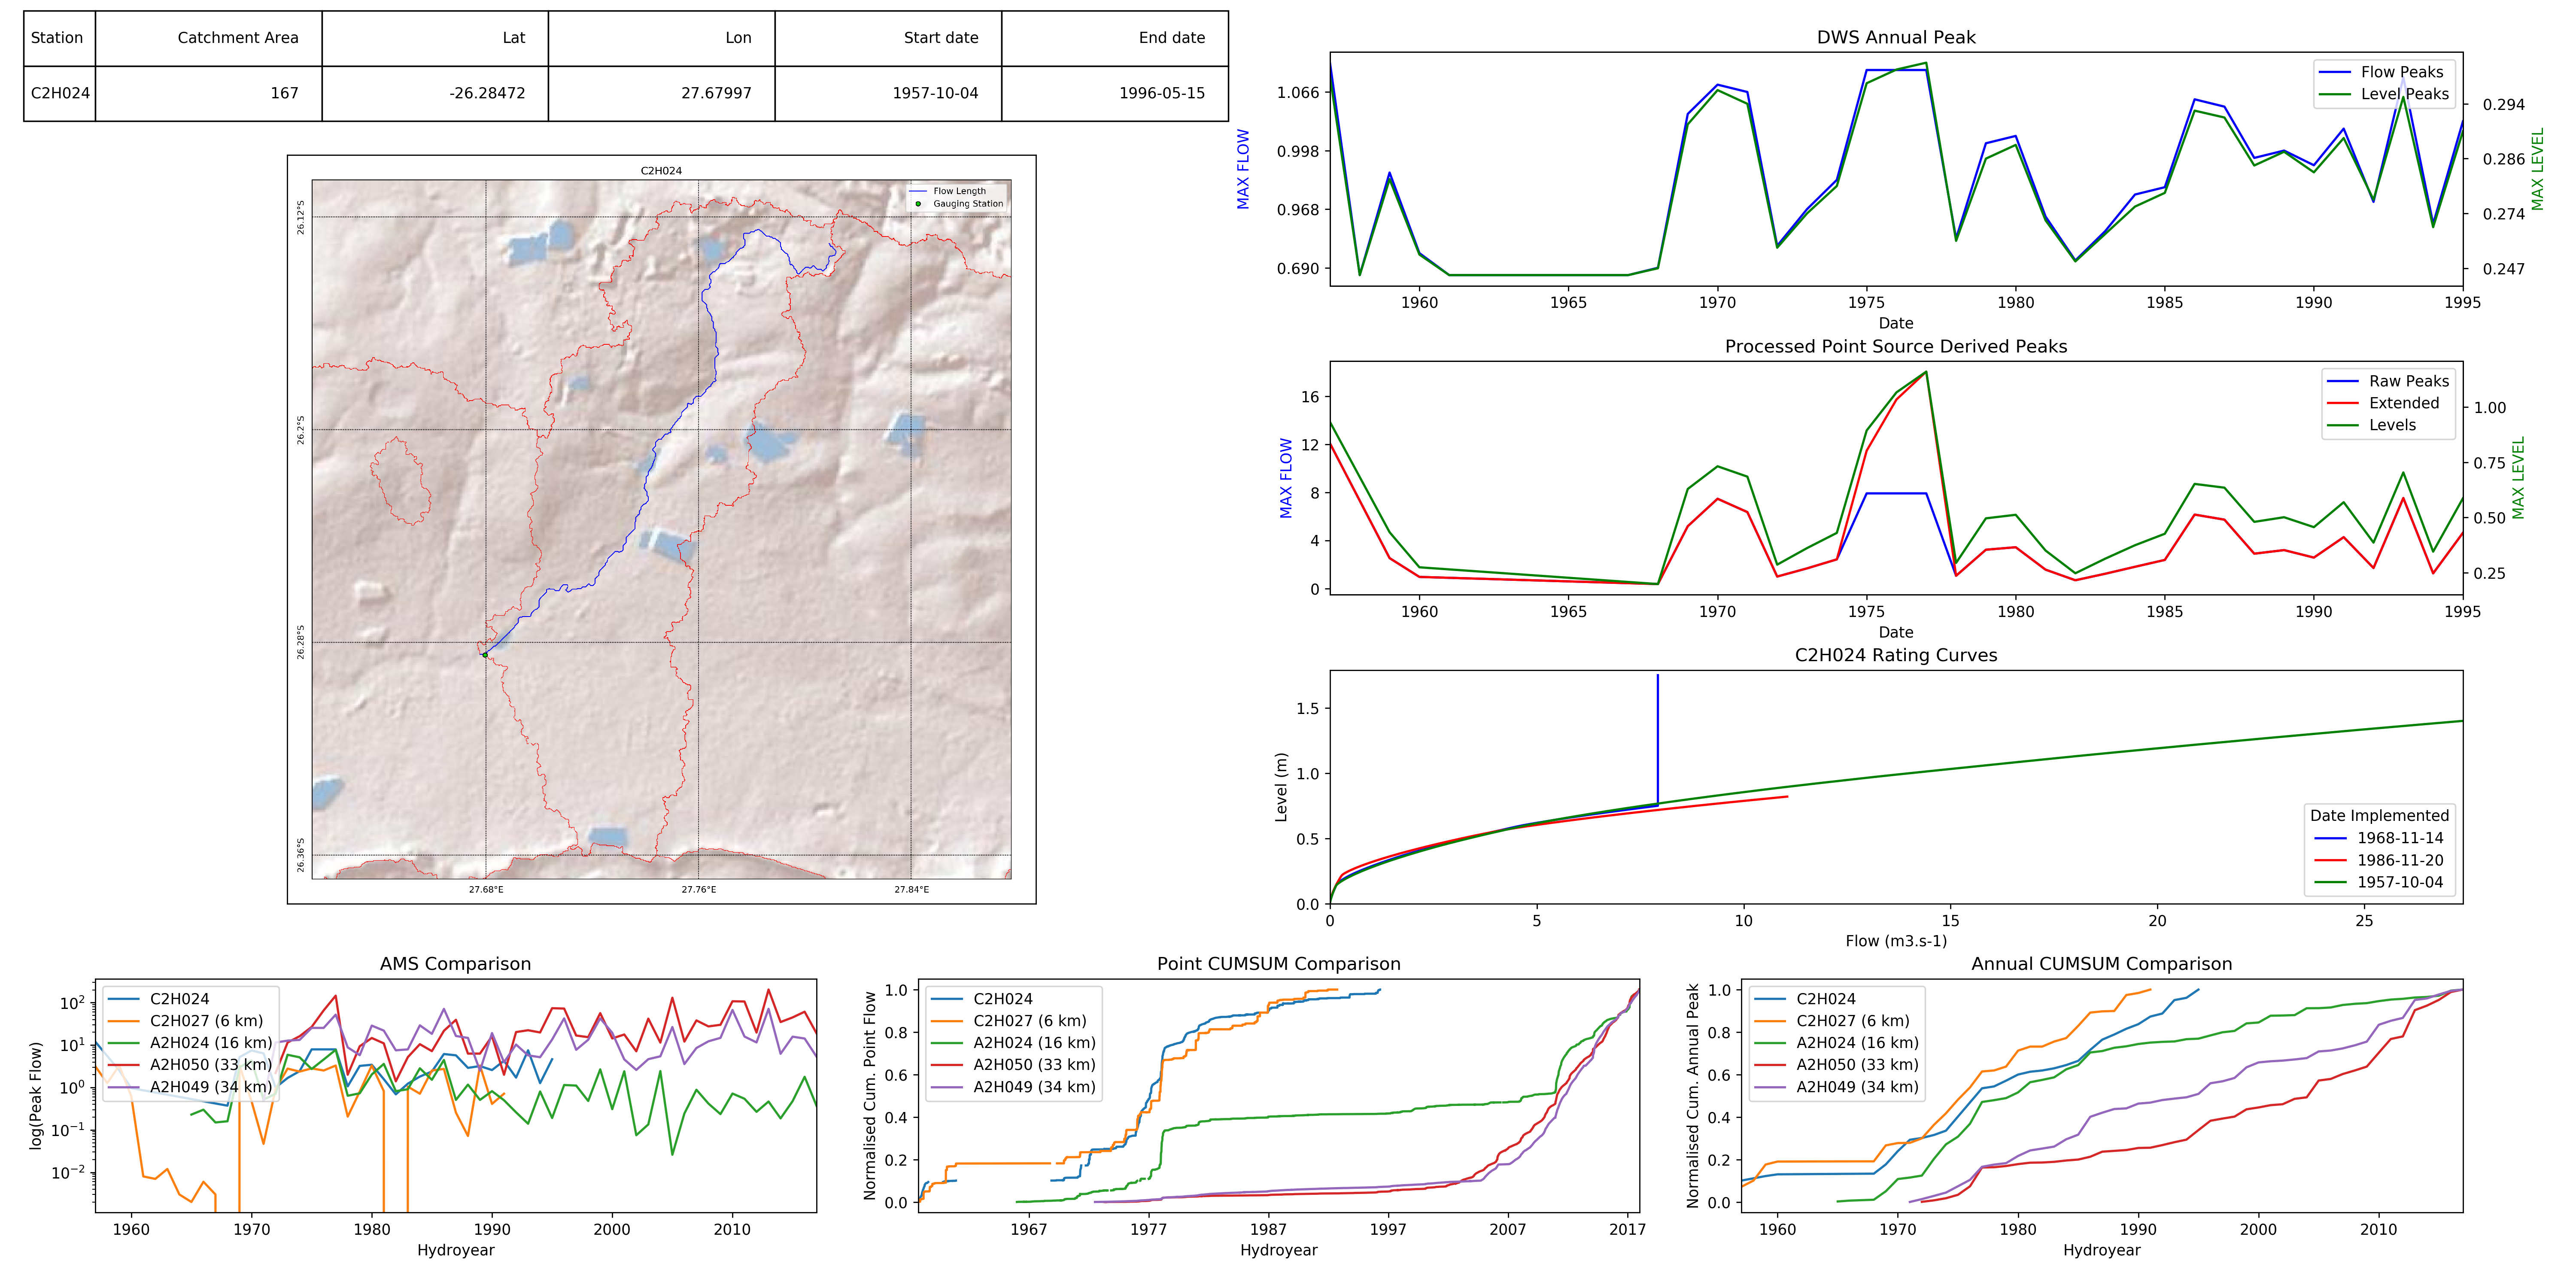 Station Catchment Area Lat Lon Start date End date
C2H024 167 -26.28472 27.67997 1957-10-04 1996-05-15
C2H024
Flow Length
Gauging Station
26.12°S
26.2°S
26.28°S
26.36°S
27.68°E 27.76°E 27.84°E
DWS Annual Peak
Flow Peaks
Level Peaks
MAX FLOW
1.066
0.998
0.968
0.690
0.294
0.286
0.274
0.247
MAX LEVEL
1960 1965 1970 1975 1980 1985 1990 1995
Date
Processed Point Source Derived Peaks
Raw Peaks
Extended
Levels
MAX FLOW
16
12
8
4
0
1.00
0.75
0.50
0.25
MAX LEVEL
1960 1965 1970 1975 1980 1985 1990 1995
Date
C2H024 Rating Curves
Level (m)
1.5
1.0
0.5
0.0
Date Implemented
1968-11-14
1986-11-20
1957-10-04
0 5 10 15 20 25
Flow (m3.s-1)
AMS Comparison
log(Peak Flow)
10²
10¹
10⁰
10⁻¹
10⁻²
C2H024
C2H027 (6 km)
A2H024 (16 km)
A2H050 (33 km)
A2H049 (34 km)
1960 1970 1980 1990 2000 2010
Hydroyear
Point CUMSUM Comparison
Normalised Cum. Point Flow
1.0
0.8
0.6
0.4
0.2
0.0
C2H024
C2H027 (6 km)
A2H024 (16 km)
A2H050 (33 km)
A2H049 (34 km)
1967 1977 1987 1997 2007 2017
Hydroyear
Annual CUMSUM Comparison
Normalised Cum. Annual Peak
1.0
0.8
0.6
0.4
0.2
0.0
C2H024
C2H027 (6 km)
A2H024 (16 km)
A2H050 (33 km)
A2H049 (34 km)
1960 1970 1980 1990 2000 2010
Hydroyear